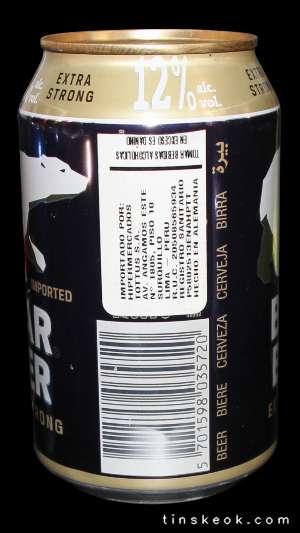 EXTRA
STRONG
12% alc.
vol.
EXTRA
STRONG
TOMAR BEBIDAS ALCOHOLICAS
EN EXCESO ES DAÑINO
IMPORTADO POR:
HIPERMERCADOS
TOTTUS S.A.
AV. ANGAMOS ESTE
N° 1805, PISO 10
SURQUILLO
LIMA / PERU
R.U.C. 20508565934
REGISTRO SANITARIO
HECHO EN ALEMANIA
BEER BIERE CERVEZA CERVEJA BIRRA بيرة
5 701598 035720
IMPORTED
BEER
STRONG
tinskeok.com